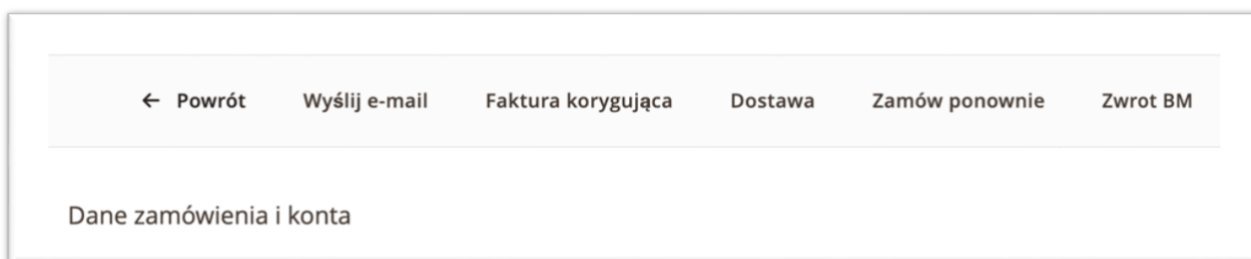 ← Powrót Wyślij e-mail Faktura korygująca Dostawa Zamów ponownie Zwrot BM
Dane zamówienia i konta